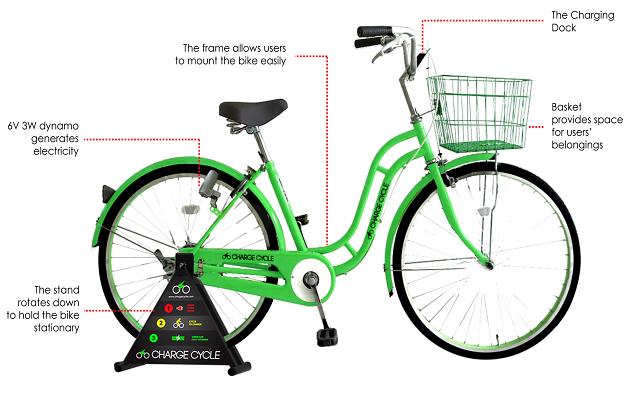 The Charging
Dock
The frame allows users
to mount the bike easily
Basket
provides space
for users'
belongings
6V 3W dynamo
generates
electricity
CHARGE CYCLE
CHARGE CYCLE
The stand
rotates down
to hold the bike
stationary
1
2
3
CHARGE CYCLE